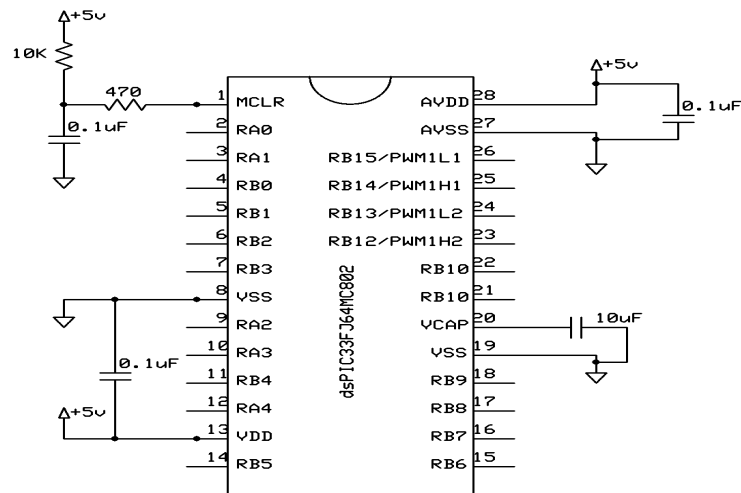 +5v
10K
470
0.1uF
1 MCLR
2 RA0
3 RA1
4 RB0
5 RB1
6 RB2
7 RB3
8 VSS
9 RA2
10 RA3
11 RB4
12 RA4
13 VDD
14 RB5
0.1uF
+5v
dsPIC33FJ64MC802
AVDD 28
AVSS 27
RB15/PWM1L1 26
RB14/PWM1H1 25
RB13/PWM1L2 24
RB12/PWM1H2 23
RB10 22
RB10 21
VCAP 20
VSS 19
RB9 18
RB8 17
RB7 16
RB6 15
+5v
0.1uF
10uF